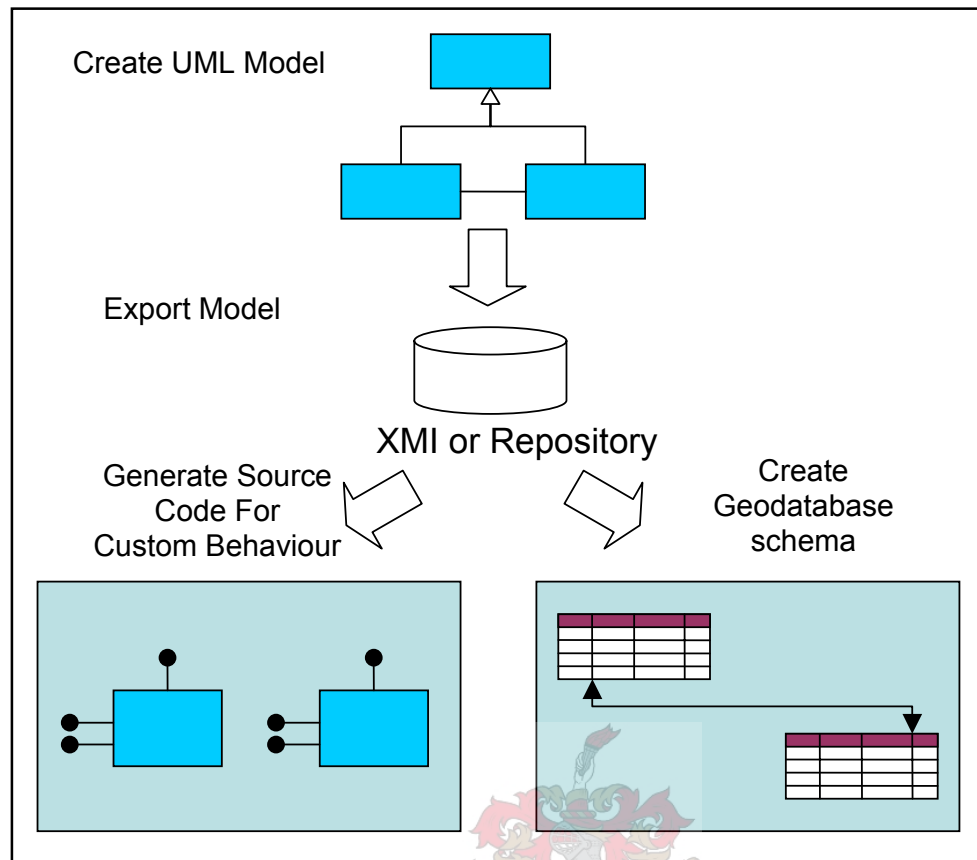 Create UML Model
Export Model
XMI or Repository
Generate Source
Code For
Custom Behaviour
Create
Geodatabase
schema